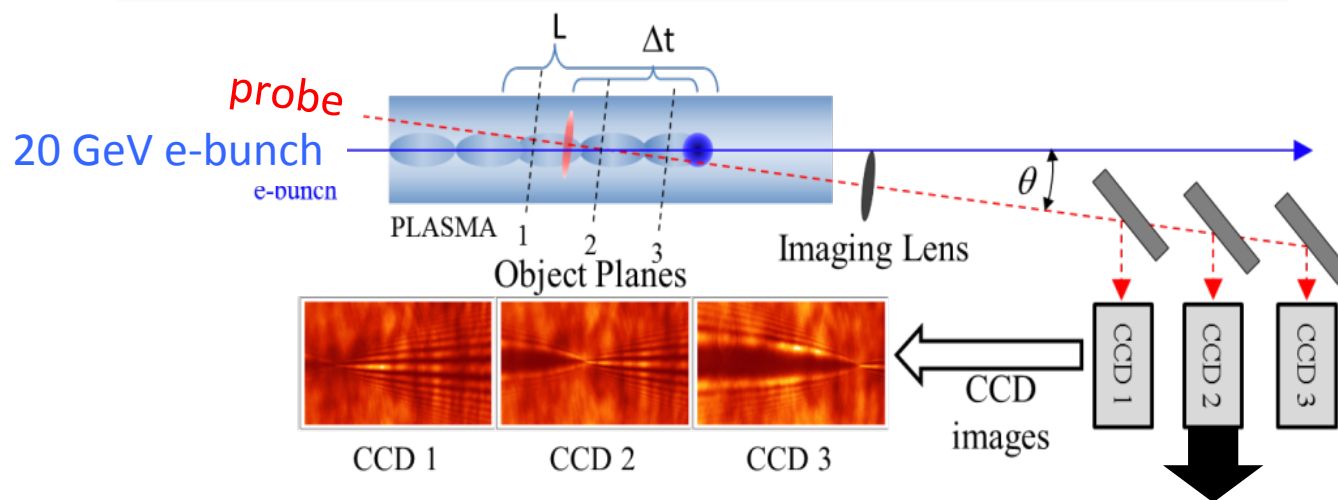 L
Δt
probe
20 GeV e-bunch
e-bunch
θ
PLASMA
1
2
3
Imaging Lens
Object Planes
CCD 1
CCD 2
CCD 3
CCD
images
CCD 1
CCD 2
CCD 3